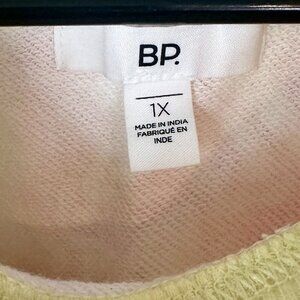 BP.
1X
MADE IN INDIA
FABRIQUÉ EN
INDE